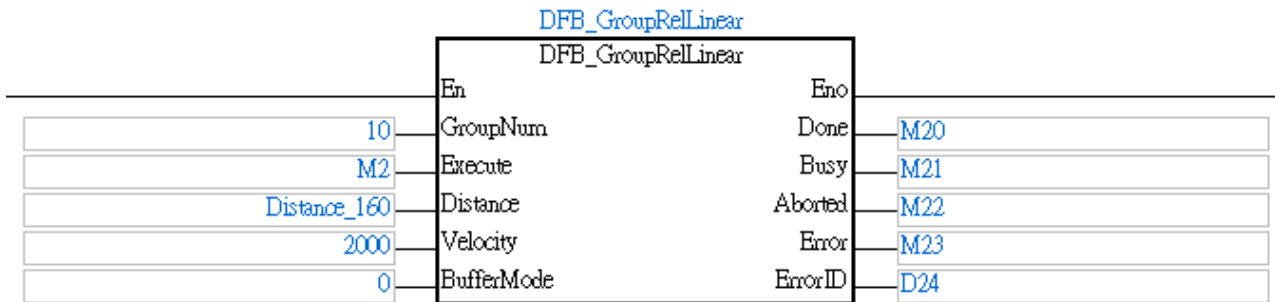 DFB_GroupRelLinear
DFB_GroupRelLinear
En Eno
10 GroupNum Done M20
M2 Execute Busy M21
Distance_160 Distance Aborted M22
2000 Velocity Error M23
0 BufferMode ErrorID D24